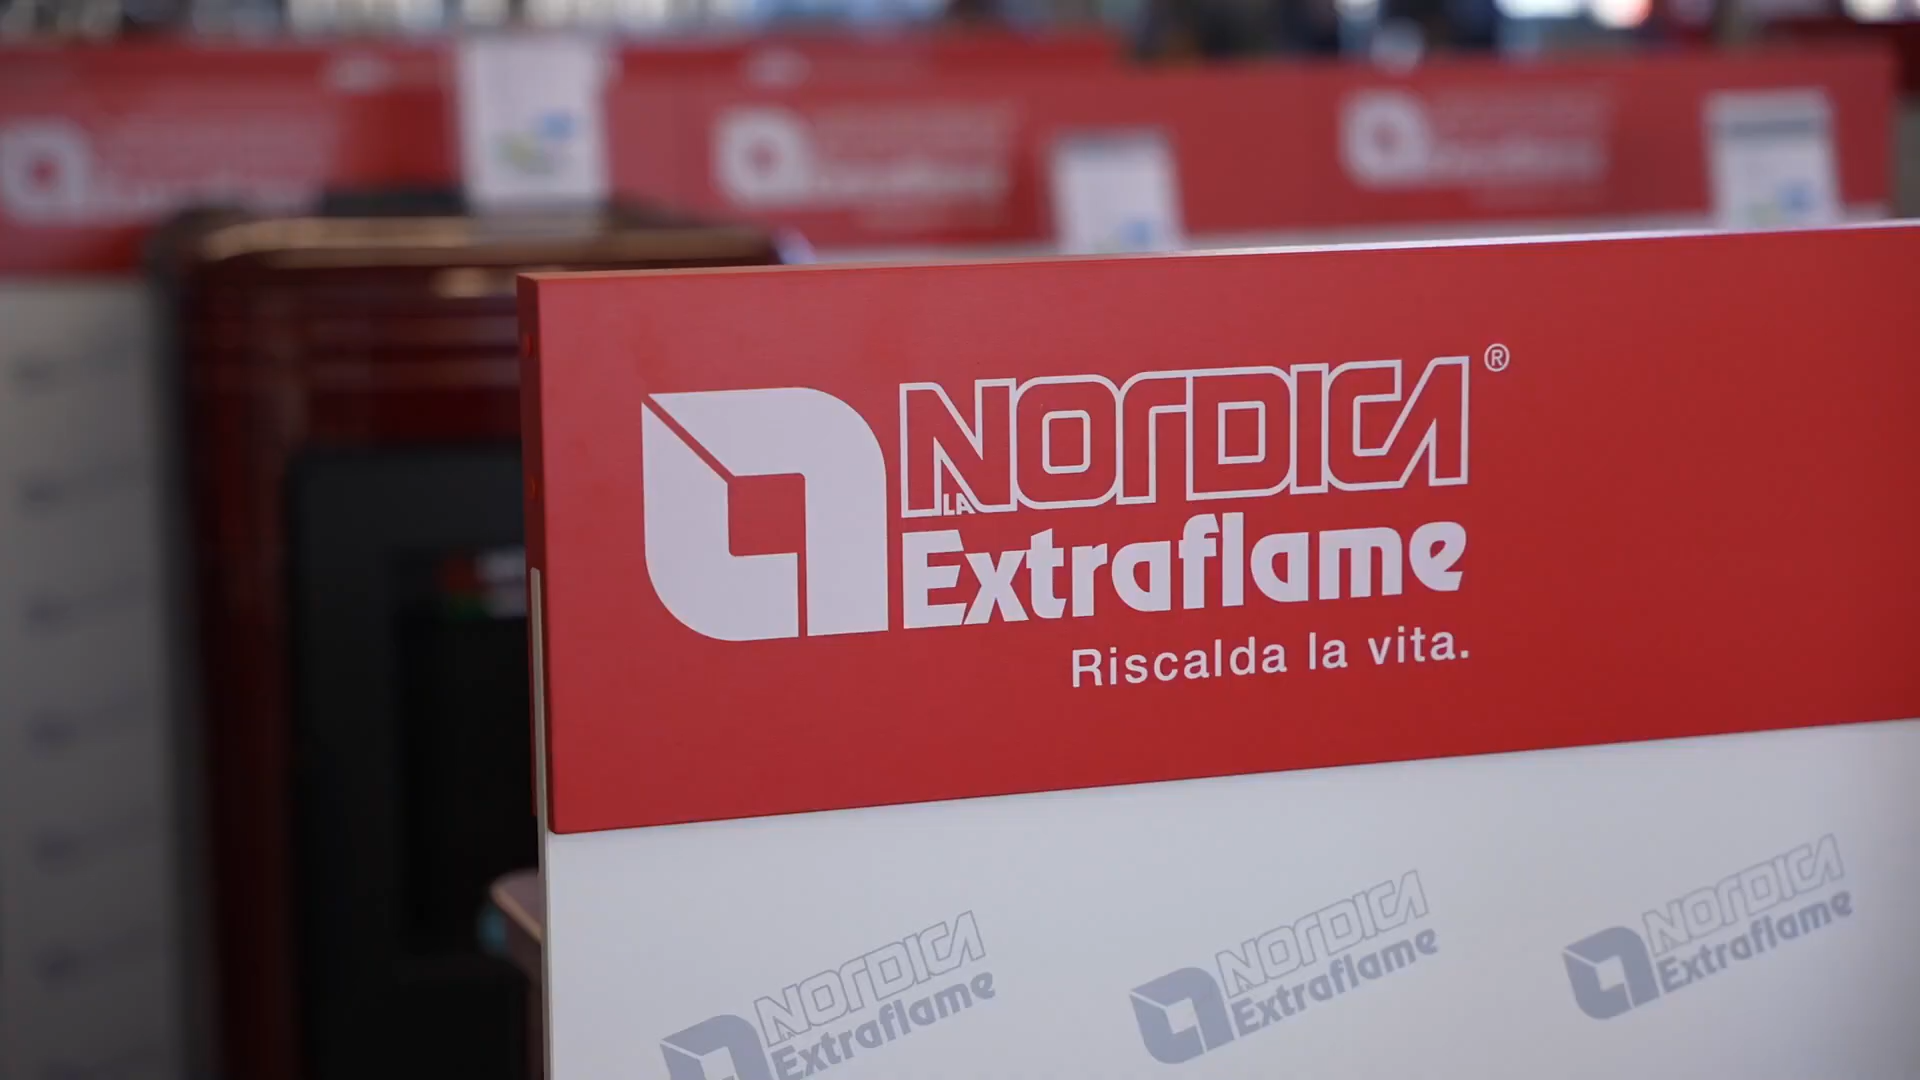 NORDICA®
LA
Extraflame
Riscalda la vita.
NORDICA
Extraflame
NORDICA
Extraflame
NORDICA
Extraflame